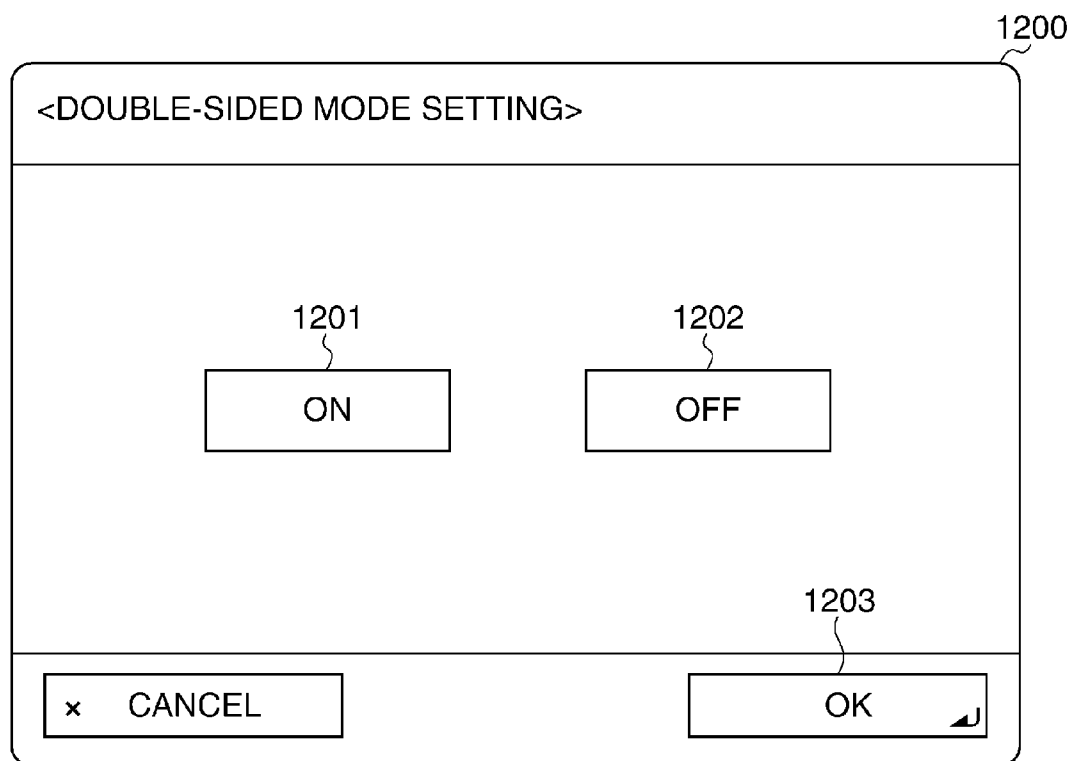 1200
<DOUBLE-SIDED MODE SETTING>
1201 1202
ON OFF
1203
× CANCEL OK